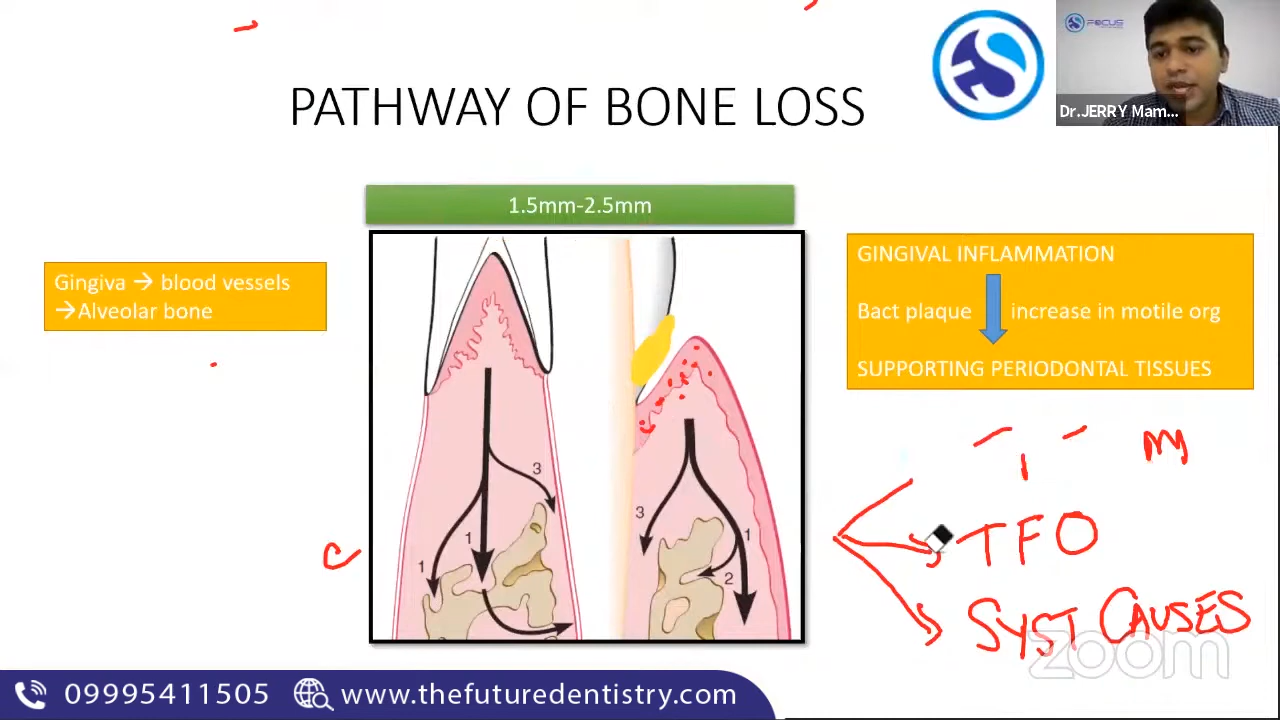 FS
FOCUS
Dr.JERRY Mam...
PATHWAY OF BONE LOSS
1.5mm-2.5mm
Gingiva → blood vessels
→Alveolar bone
GINGIVAL INFLAMMATION
Bact plaque increase in motile org
SUPPORTING PERIODONTAL TISSUES
3
1
1
3
1
2
TFO
SYST CAUSES
zoom
09995411505 www.thefuturedentistry.com